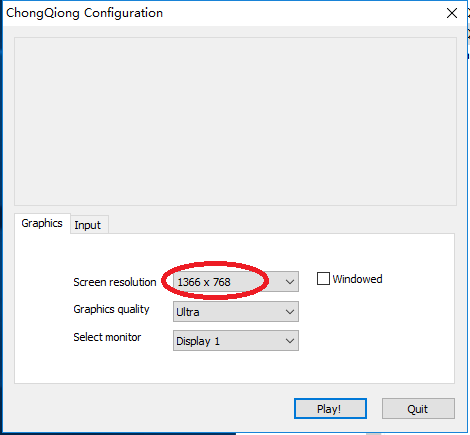 ChongQiong Configuration
Graphics
Input
Screen resolution
1366 x 768
Windowed
Graphics quality
Ultra
Select monitor
Display 1
Play!
Quit